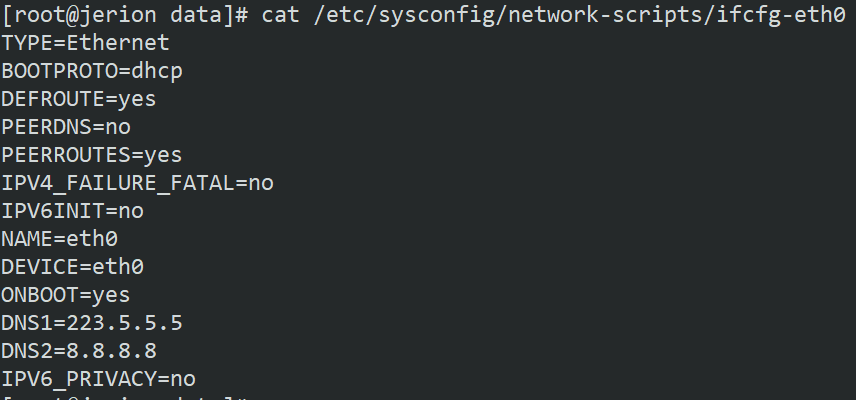 [root@jerion data]# cat /etc/sysconfig/network-scripts/ifcfg-eth0
TYPE=Ethernet
BOOTPROTO=dhcp
DEFROUTE=yes
PEERDNS=no
PEERROUTES=yes
IPV4_FAILURE_FATAL=no
IPV6INIT=no
NAME=eth0
DEVICE=eth0
ONBOOT=yes
DNS1=223.5.5.5
DNS2=8.8.8.8
IPV6_PRIVACY=no